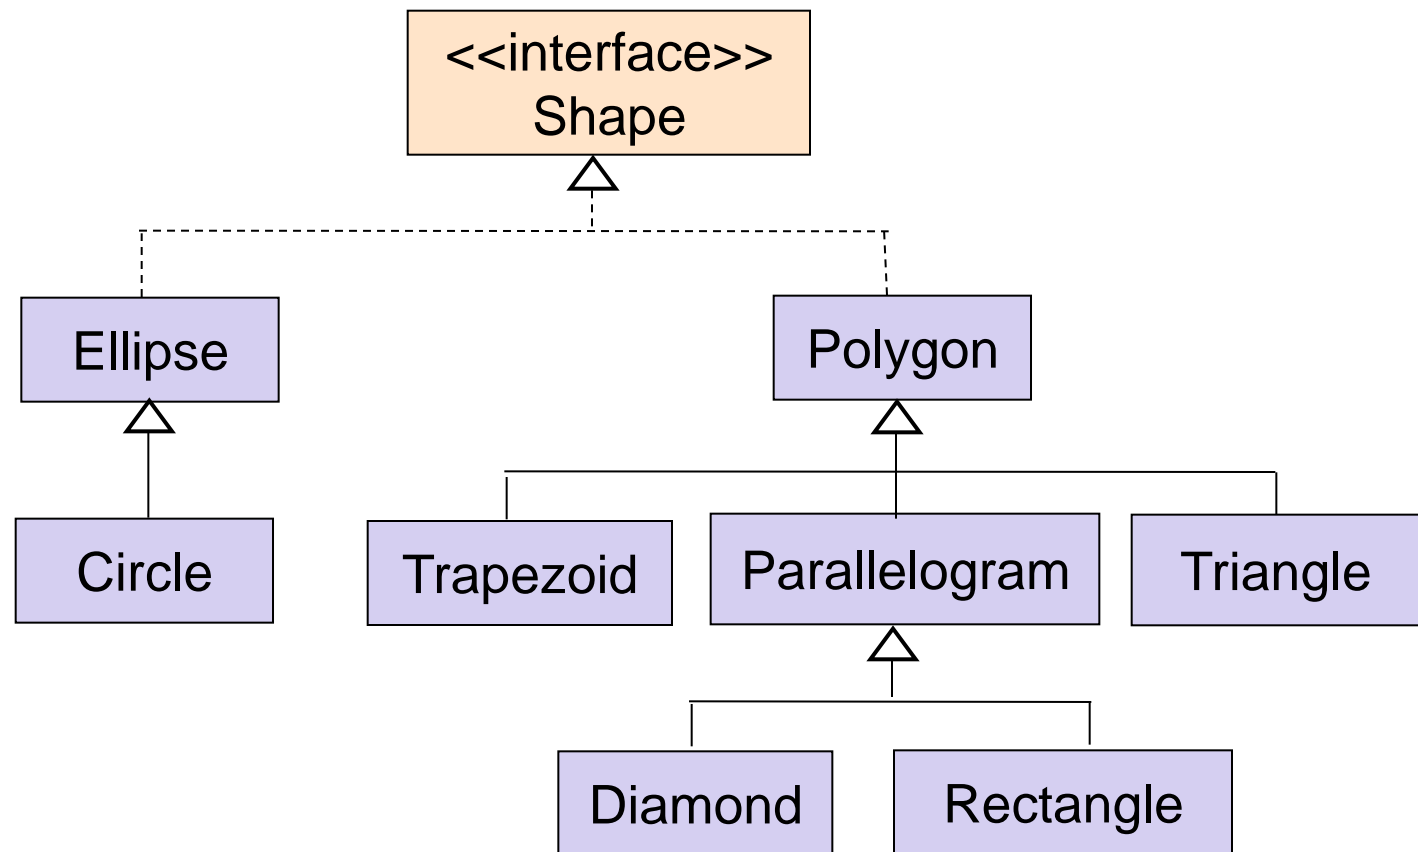 <<interface>>
Shape
Ellipse
Polygon
Circle
Trapezoid
Parallelogram
Triangle
Diamond
Rectangle